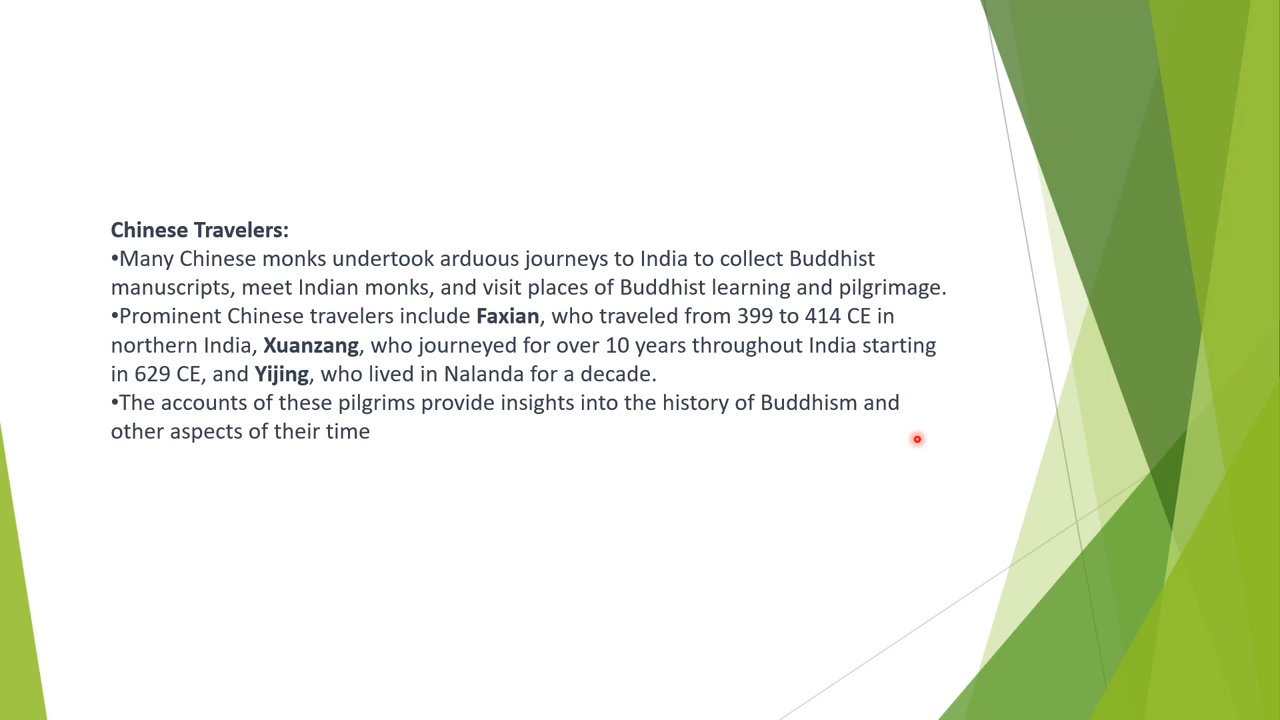 Chinese Travelers:
•Many Chinese monks undertook arduous journeys to India to collect Buddhist
manuscripts, meet Indian monks, and visit places of Buddhist learning and pilgrimage.
•Prominent Chinese travelers include Faxian, who traveled from 399 to 414 CE in
northern India, Xuanzang, who journeyed for over 10 years throughout India starting
in 629 CE, and Yijing, who lived in Nalanda for a decade.
•The accounts of these pilgrims provide insights into the history of Buddhism and
other aspects of their time